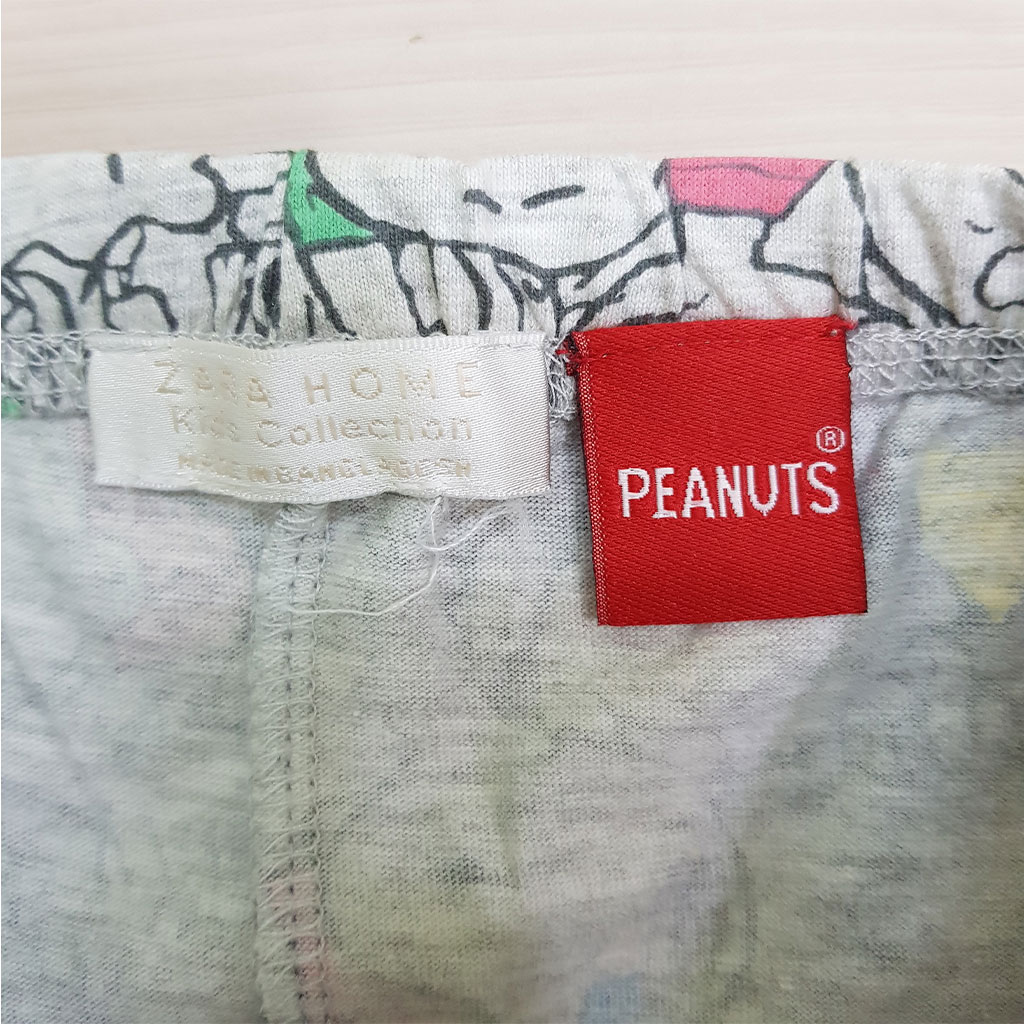 ZARA HOME
Kids Collection
MADE IN BANGLADESH
PEANUTS®